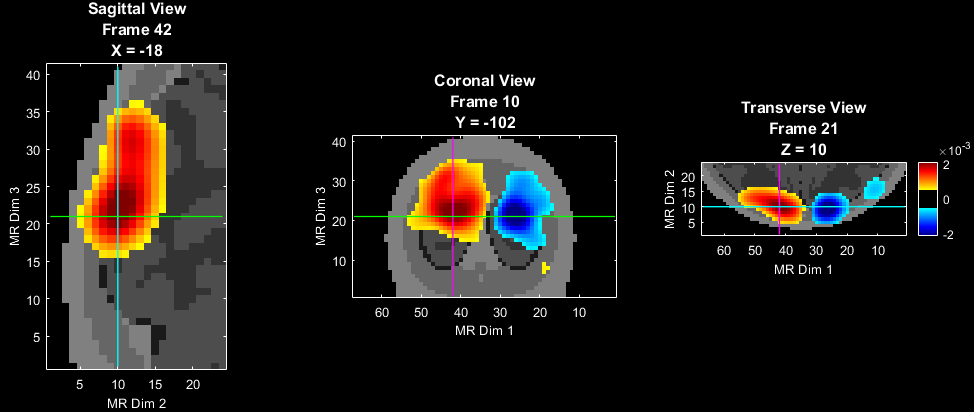 Sagittal View
Frame 42
X = -18
40
35
30
25
20
15
10
5
MR Dim 3
5 10 15 20
MR Dim 2
Coronal View
Frame 10
Y = -102
40
30
20
10
MR Dim 3
60 50 40 30 20 10
MR Dim 1
Transverse View
Frame 21
Z = 10
20
15
10
5
MR Dim 2
60 40 20
MR Dim 1
× 10⁻³
2
0
-2